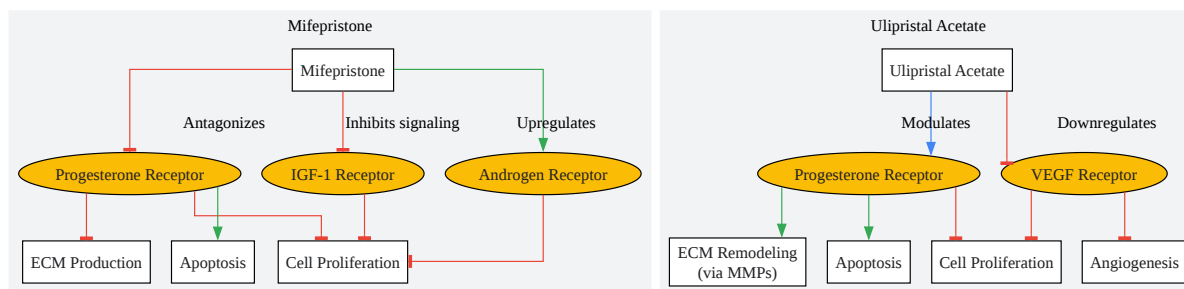 Mifepristone
Mifepristone
Antagonizes
Inhibits signaling
Upregulates
Progesterone Receptor
IGF-1 Receptor
Androgen Receptor
ECM Production
Apoptosis
Cell Proliferation
Ulipristal Acetate
Ulipristal Acetate
Modulates
Downregulates
Progesterone Receptor
VEGF Receptor
ECM Remodeling
(via MMPs)
Apoptosis
Cell Proliferation
Angiogenesis